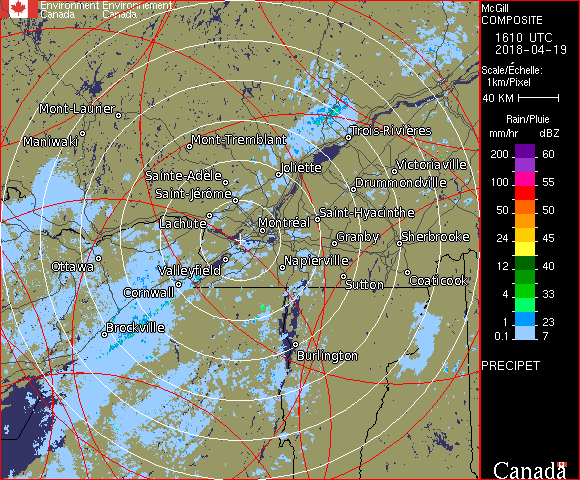 Environment Environnement
Canada Canada
McGill
COMPOSITE
1610 UTC
2018-04-19
Scale/Échelle:
1km/Pixel
40 KM
Rain/Pluie
mm/hr dBZ
200 60
100 55
50 50
24 45
12 40
4 33
1 23
0.1 7
PRECIPET
Canada
Mont-Laurier
Maniwaki
Mont-Tremblant
Trois-Rivières
Joliette
Victoriaville
Sainte-Adèle
Drummondville
Saint-Jérôme
Saint-Hyacinthe
Lachute
Montréal
Granby
Sherbrooke
Ottawa
Valleyfield
Napierville
Cornwall
Sutton
Coaticook
Brockville
Burlington